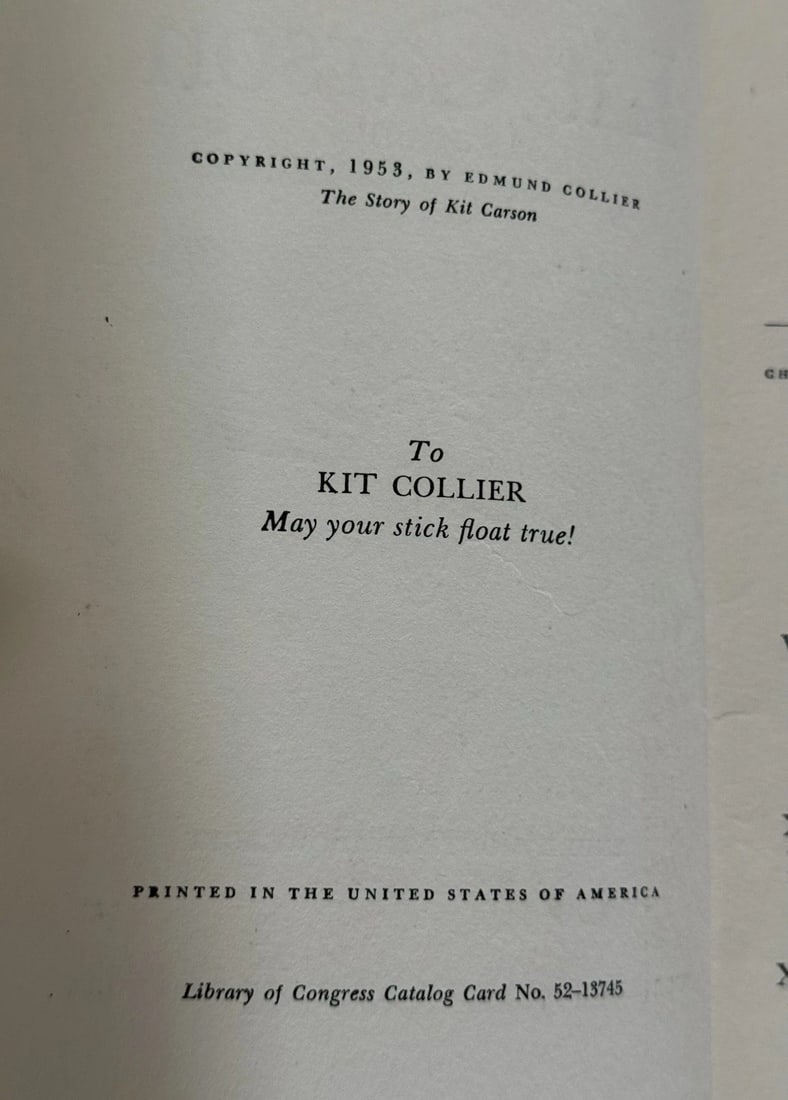 COPYRIGHT, 1953, BY EDMUND COLLIER
The Story of Kit Carson
To
KIT COLLIER
May your stick float true!
PRINTED IN THE UNITED STATES OF AMERICA
Library of Congress Catalog Card No. 52–13745